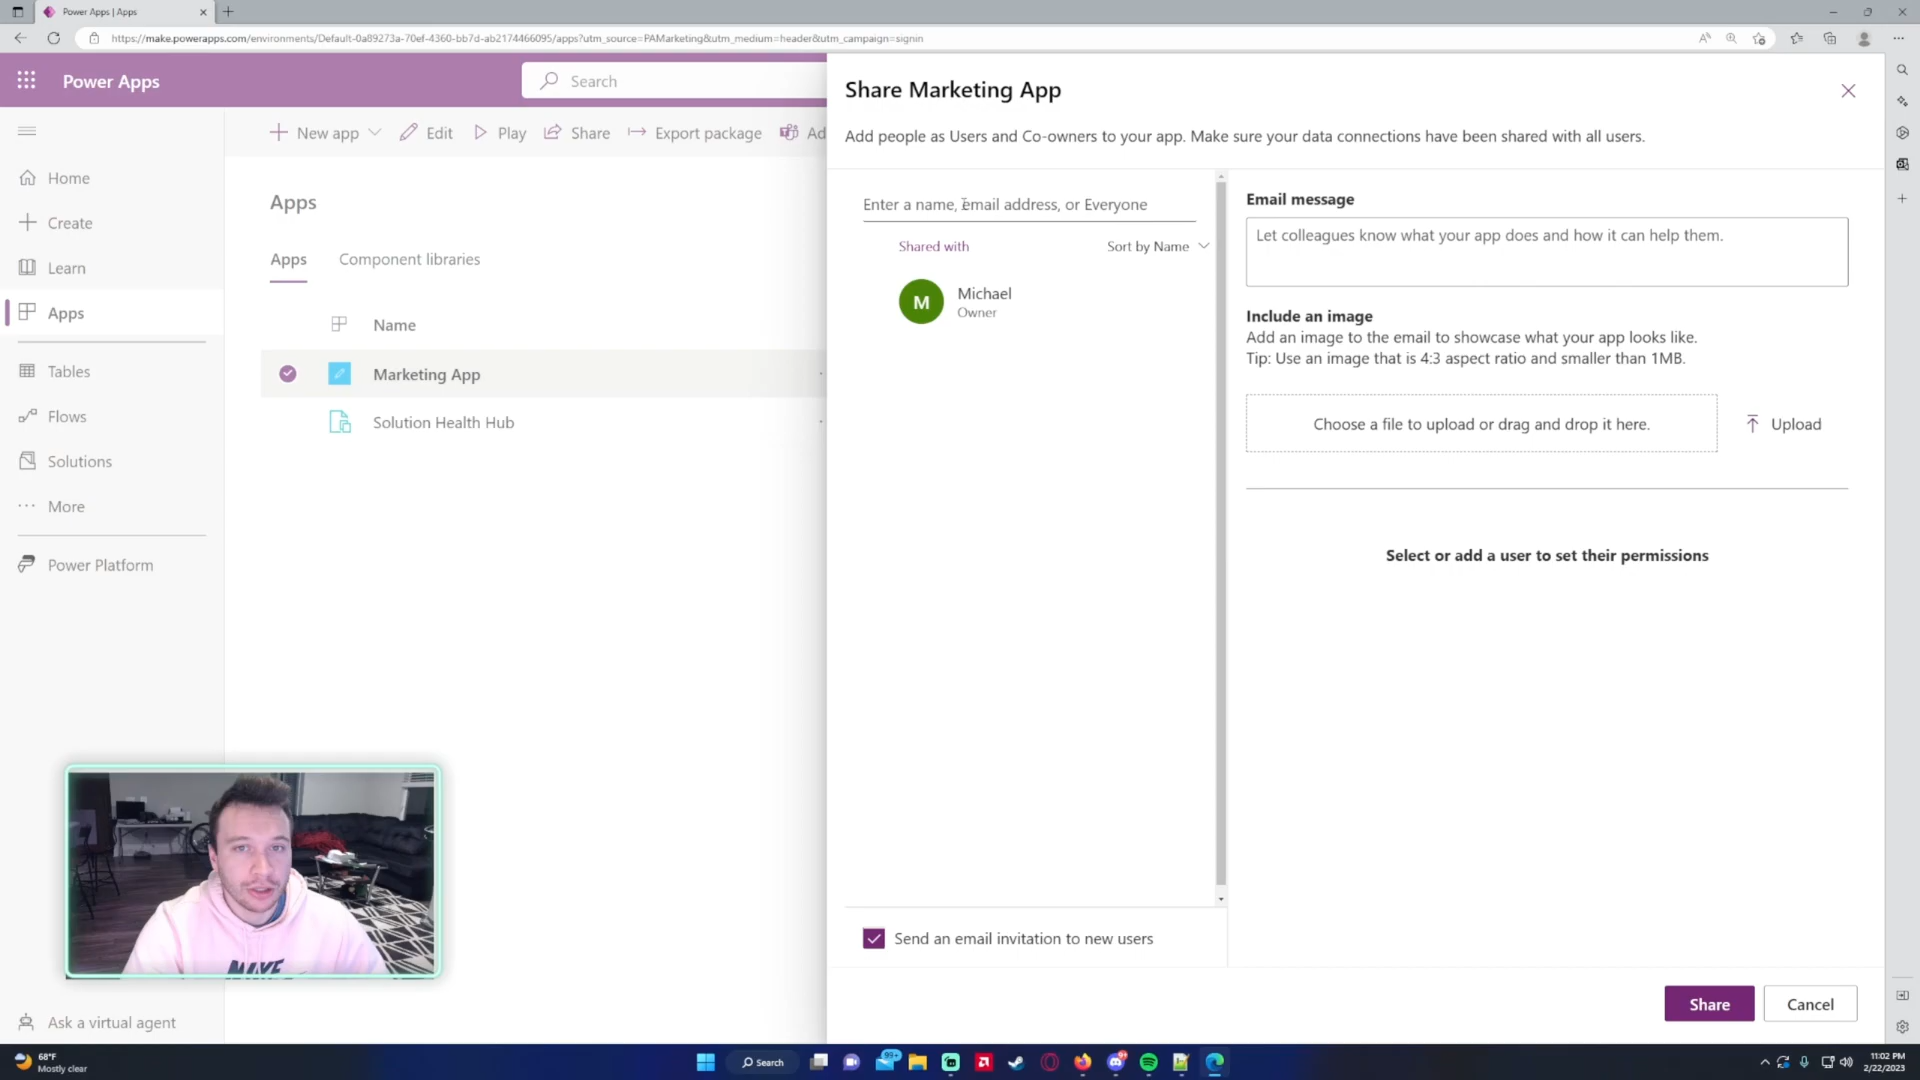 Power Apps | Apps
https://make.powerapps.com/environments/Default-0a89273a-70ef-4360-bb7d-ab2174466095/apps?utm_source=PAMarketing&utm_medium=header&utm_campaign=signin
Power Apps
Search
New app
Edit
Play
Share
Export package
Ad
Home
Create
Learn
Apps
Tables
Flows
Solutions
More
Power Platform
Ask a virtual agent
Apps
Apps
Component libraries
Name
Marketing App
Solution Health Hub
Share Marketing App
Add people as Users and Co-owners to your app. Make sure your data connections have been shared with all users.
Enter a name, email address, or Everyone
Shared with
Sort by Name
M
Michael
Owner
Send an email invitation to new users
Email message
Let colleagues know what your app does and how it can help them.
Include an image
Add an image to the email to showcase what your app looks like.
Tip: Use an image that is 4:3 aspect ratio and smaller than 1MB.
Choose a file to upload or drag and drop it here.
Upload
Select or add a user to set their permissions
Share
Cancel
68°F
Mostly clear
Search
99+
11:02 PM
2/22/2023